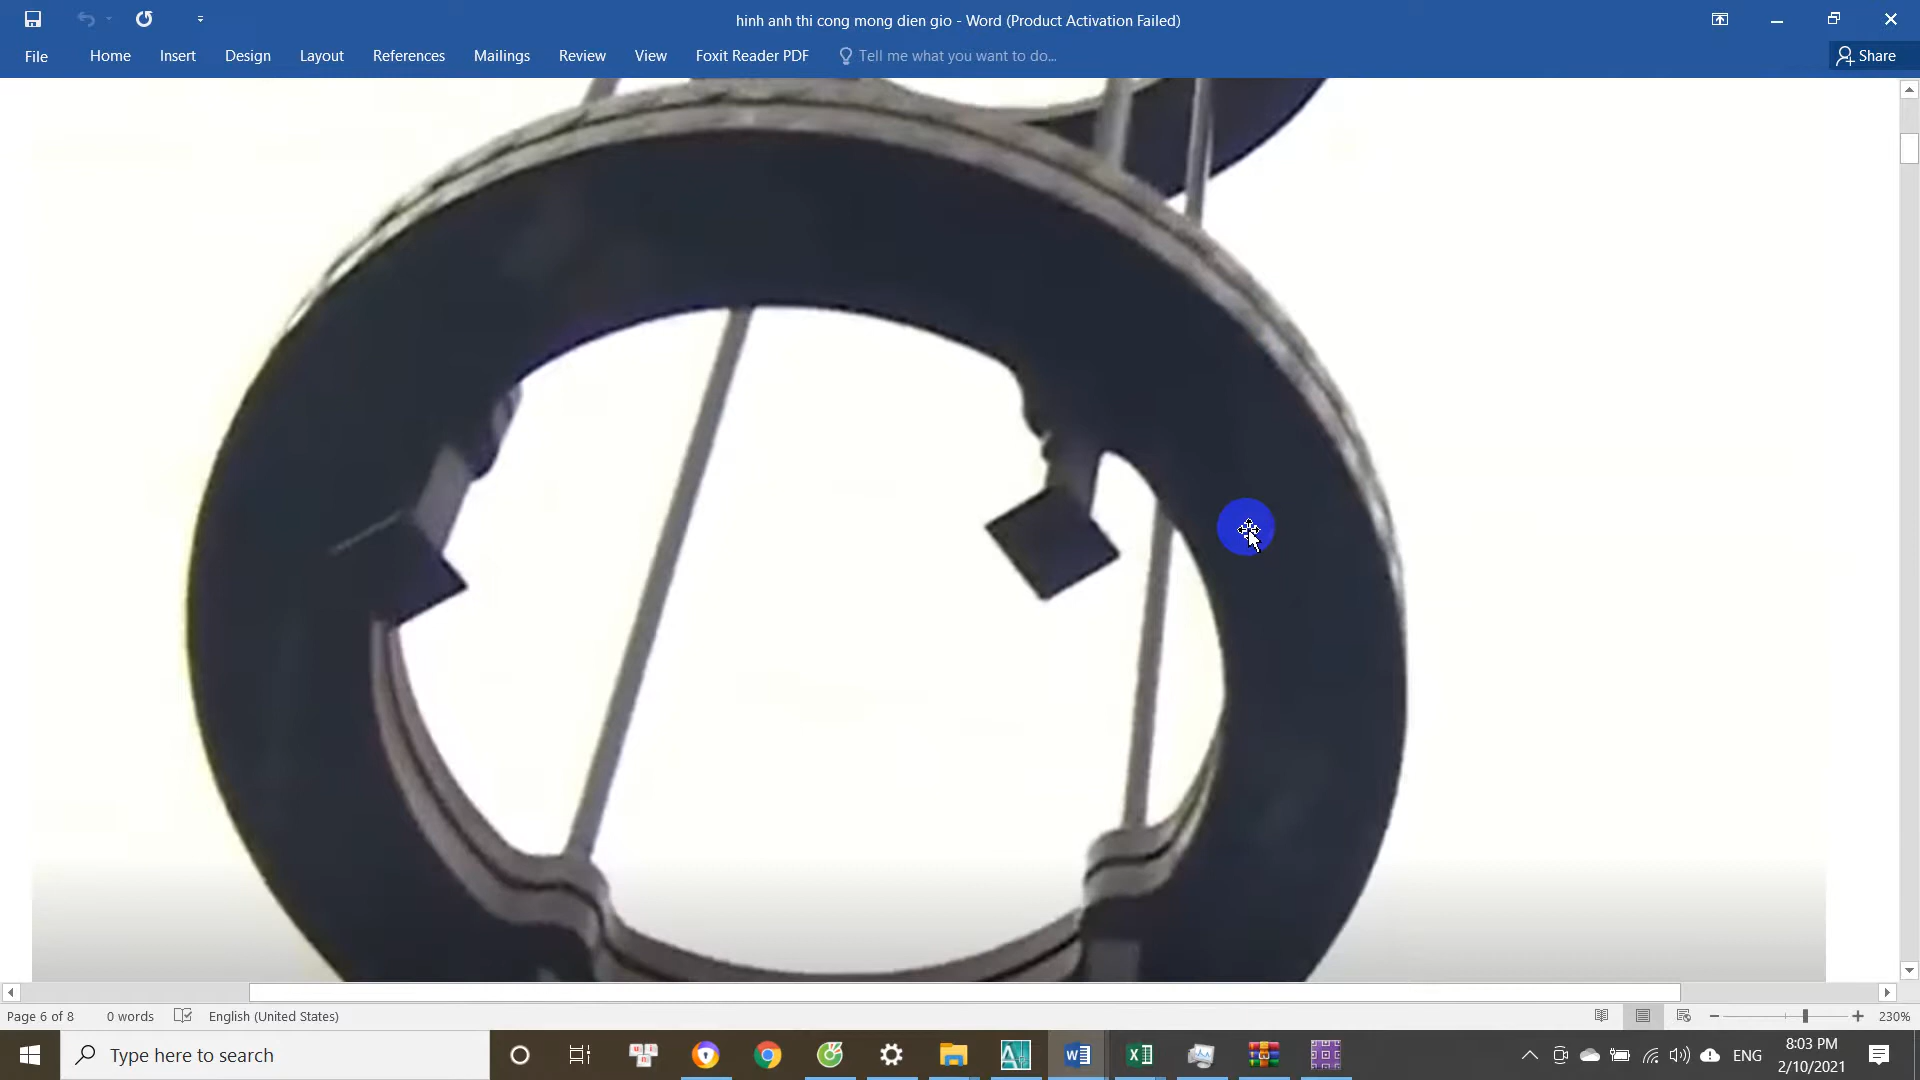 hinh anh thi cong mong dien gio - Word (Product Activation Failed)
File Home Insert Design Layout References Mailings Review View Foxit Reader PDF Tell me what you want to do... Share
Page 6 of 8 0 words English (United States) 230%
Type here to search
ENG
8:03 PM
2/10/2021